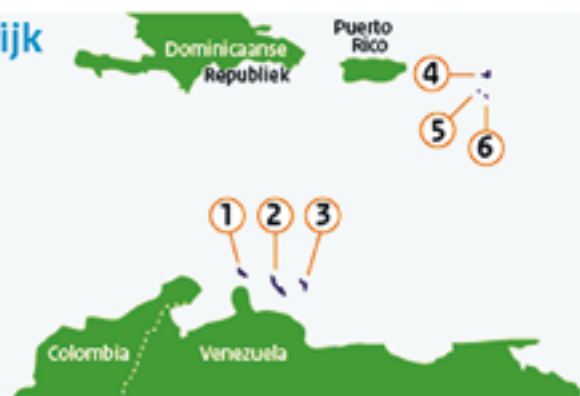 ijk
Dominicaanse
Republiek
Puerto
Rico
4
5
6
1
2
3
Colombia
Venezuela